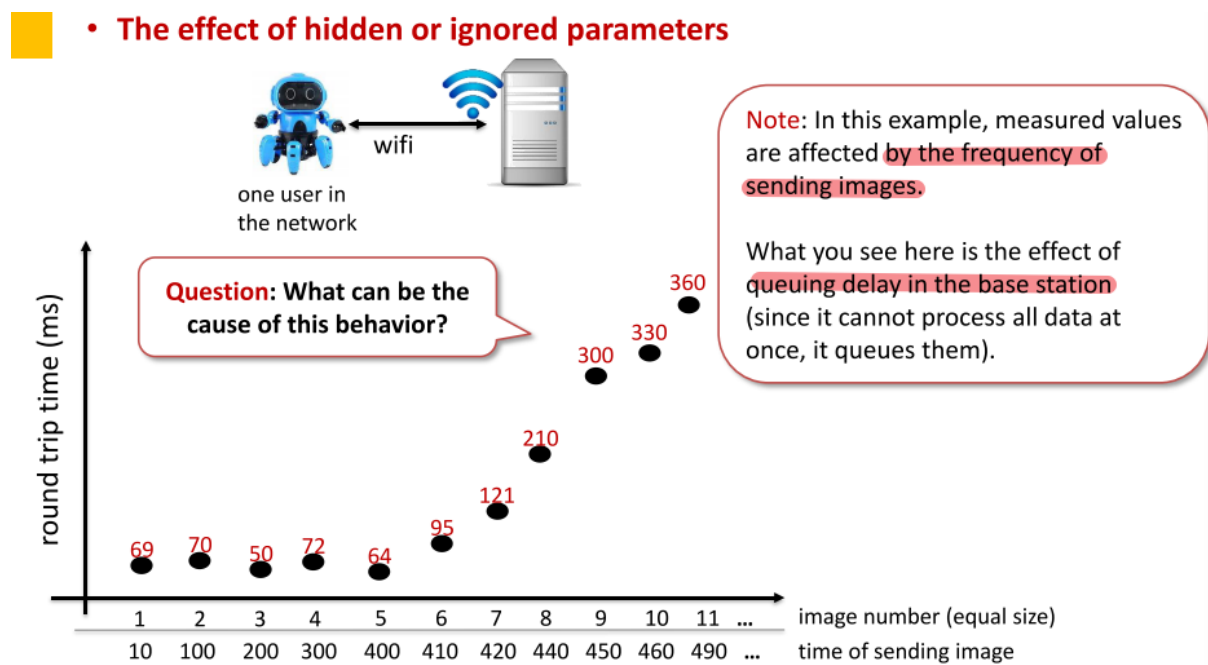 • The effect of hidden or ignored parameters
wifi
one user in
the network
Note: In this example, measured values
are affected by the frequency of
sending images.
What you see here is the effect of
queuing delay in the base station
(since it cannot process all data at
once, it queues them).
Question: What can be the
cause of this behavior?
round trip time (ms)
69 70 50 72 64 95 121 210 300 330 360
1 2 3 4 5 6 7 8 9 10 11 ... image number (equal size)
10 100 200 300 400 410 420 440 450 460 490 ... time of sending image